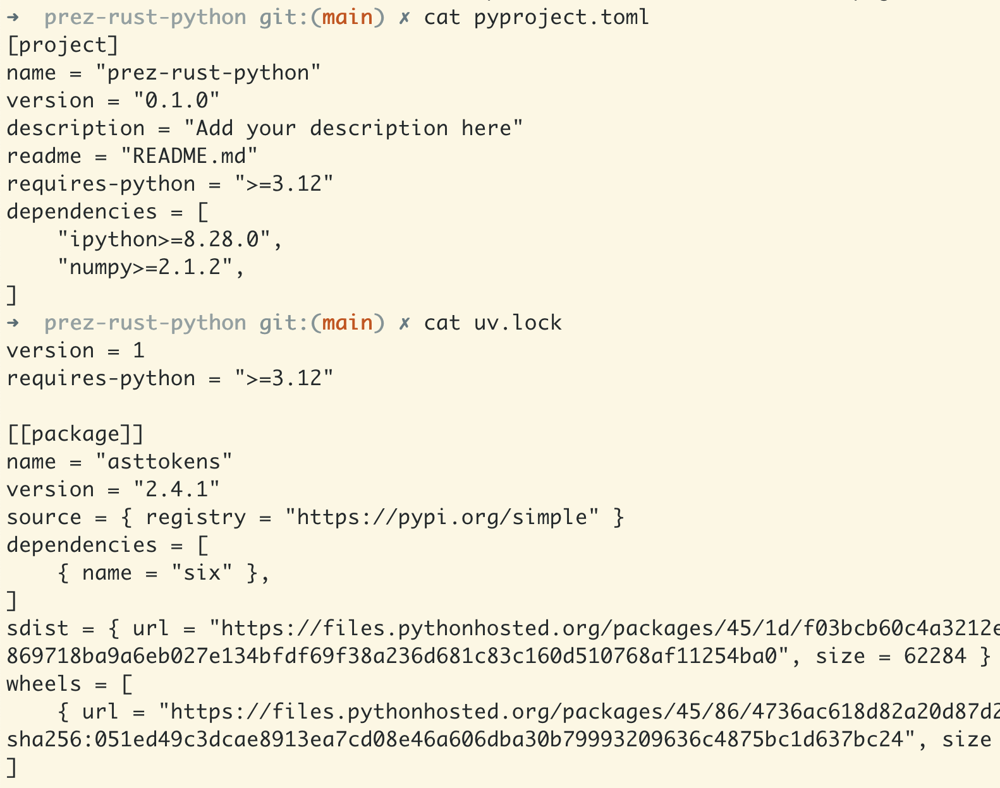 ➜  prez-rust-python git:(main) ✗ cat pyproject.toml
[project]
name = "prez-rust-python"
version = "0.1.0"
description = "Add your description here"
readme = "README.md"
requires-python = ">=3.12"
dependencies = [
    "ipython>=8.28.0",
    "numpy>=2.1.2",
]
➜  prez-rust-python git:(main) ✗ cat uv.lock
version = 1
requires-python = ">=3.12"

[[package]]
name = "asttokens"
version = "2.4.1"
source = { registry = "https://pypi.org/simple" }
dependencies = [
    { name = "six" },
]
sdist = { url = "https://files.pythonhosted.org/packages/45/1d/f03bcb60c4a3212e
869718ba9a6eb027e134bfdf69f38a236d681c83c160d510768af11254ba0", size = 62284 }
wheels = [
    { url = "https://files.pythonhosted.org/packages/45/86/4736ac618d82a20d87d2
sha256:051ed49c3dcae8913ea7cd08e46a606dba30b79993209636c4875bc1d637bc24", size
]